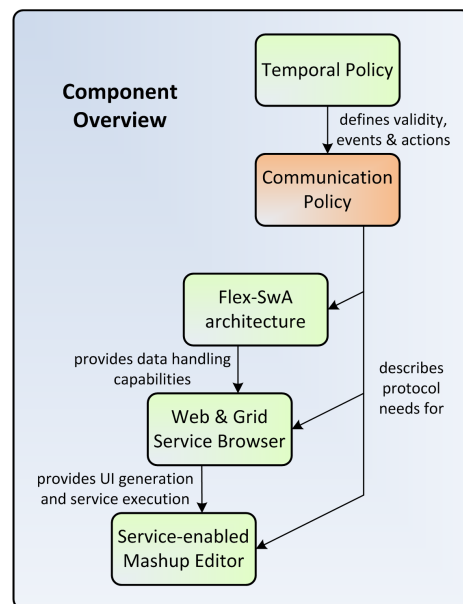 Component
Overview
Temporal Policy
defines validity,
events & actions
Communication
Policy
Flex-SwA
architecture
provides data handling
capabilities
describes
protocol
needs for
Web & Grid
Service Browser
provides UI generation
and service execution
Service-enabled
Mashup Editor